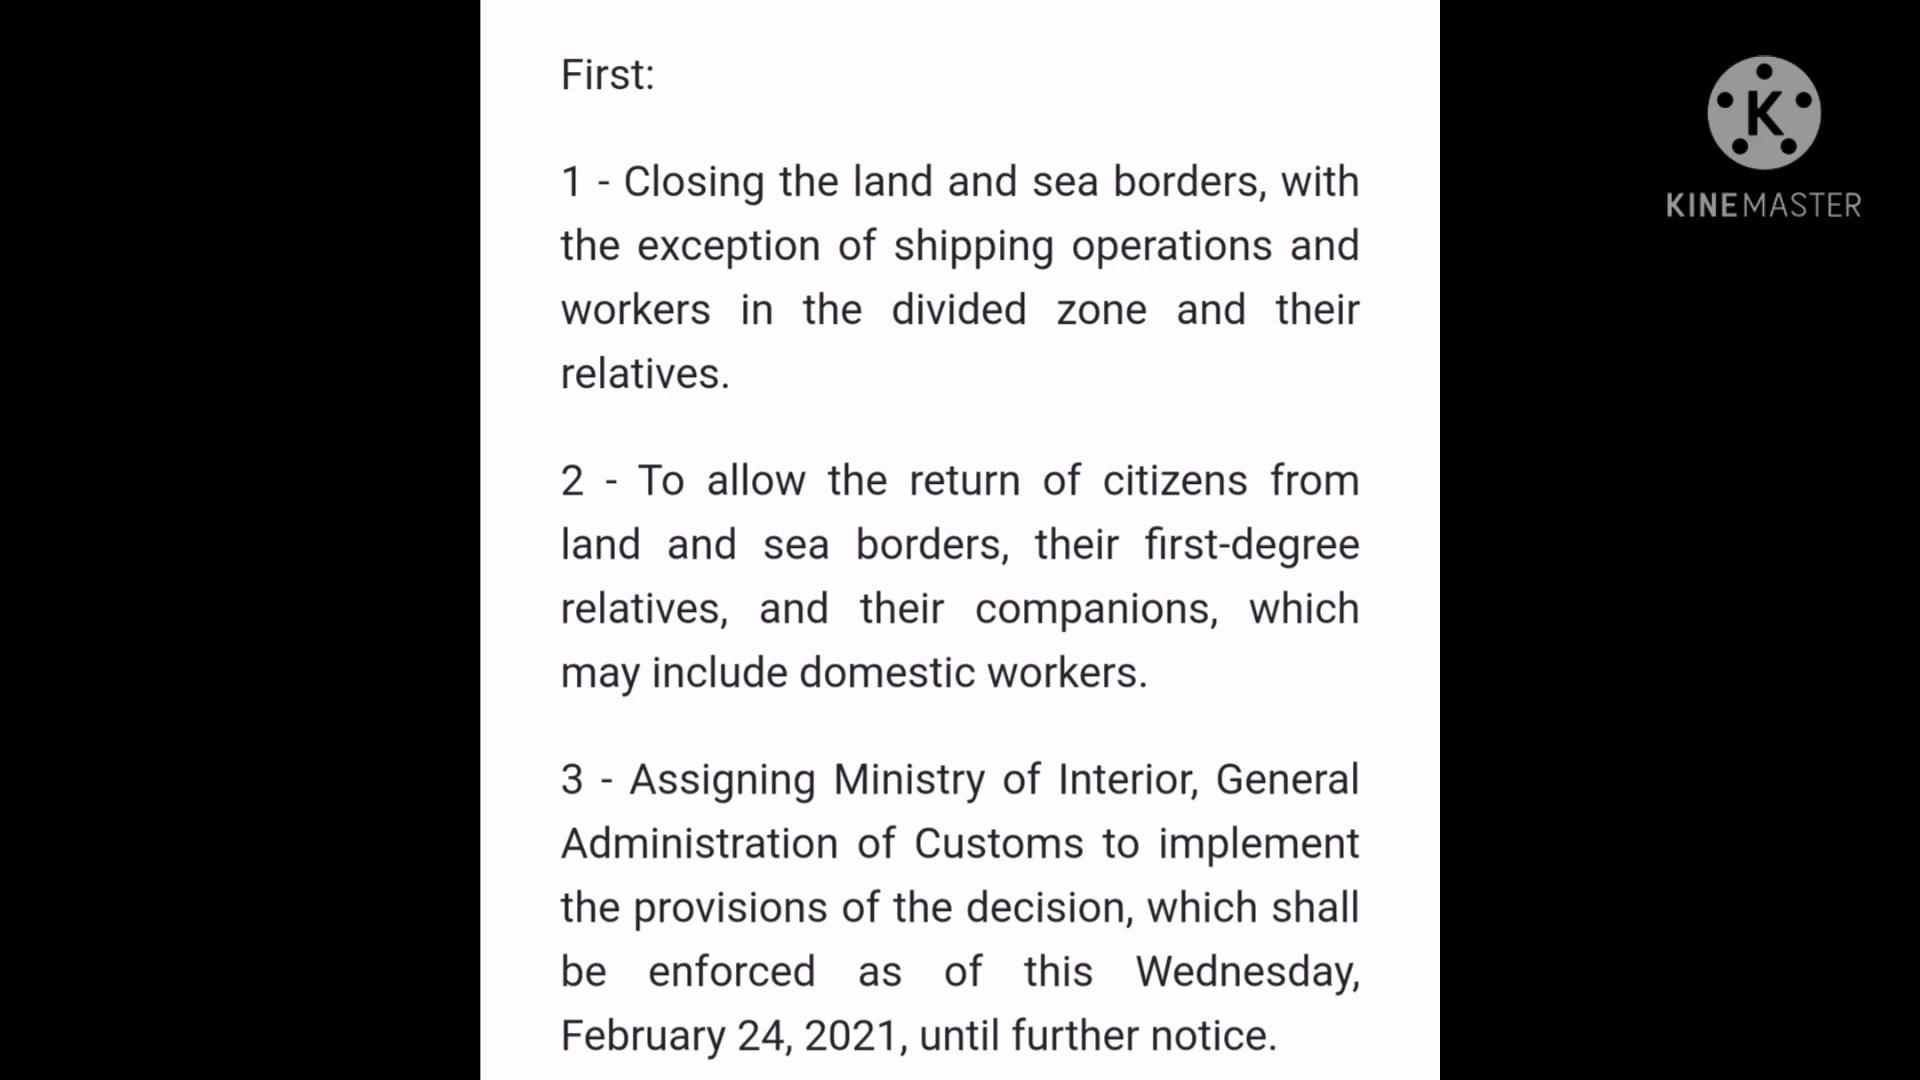 First:
1 - Closing the land and sea borders, with
the exception of shipping operations and
workers in the divided zone and their
relatives.
2 - To allow the return of citizens from
land and sea borders, their first-degree
relatives, and their companions, which
may include domestic workers.
3 - Assigning Ministry of Interior, General
Administration of Customs to implement
the provisions of the decision, which shall
be enforced as of this Wednesday,
February 24, 2021, until further notice.
K
KINEMASTER